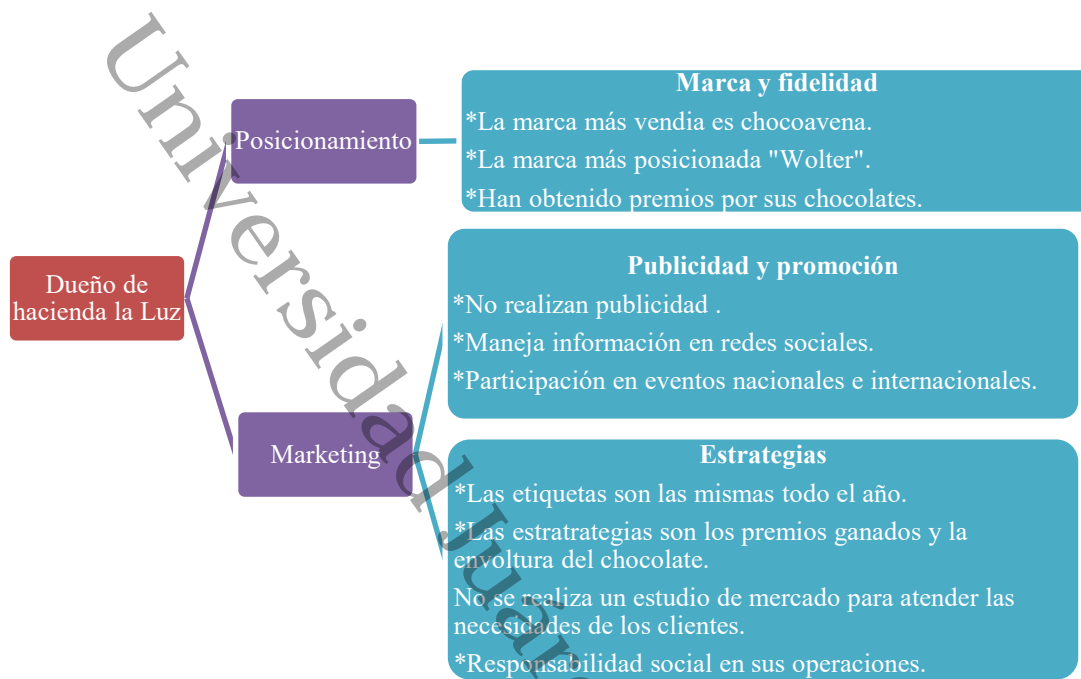 Dueño de
hacienda la Luz
Posicionamiento
Marca y fidelidad
*La marca más vendia es chocoavena.
*La marca más posicionada "Wolter".
*Han obtenido premios por sus chocolates.
Marketing
Publicidad y promoción
*No realizan publicidad .
*Maneja información en redes sociales.
*Participación en eventos nacionales e internacionales.
Estrategias
*Las etiquetas son las mismas todo el año.
*Las estratrategias son los premios ganados y la
envoltura del chocolate.
No se realiza un estudio de mercado para atender las
necesidades de los clientes.
*Responsabilidad social en sus operaciones.
Universidad